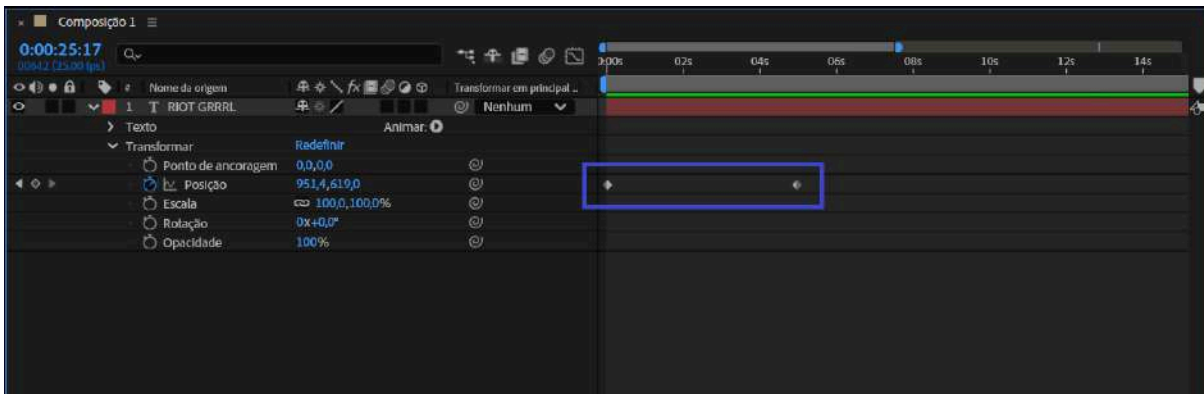 Composição 1
0:00:25:17
00642 (25.00 fps)
0:00s 02s 04s 06s 08s 10s 12s 14s
# Nome da origem fx Transformar em principal ..
1 T RIOT GRRRL Nenhum
Texto Animar:
Transformar Redefinir
Ponto de ancoragem 0,0,0,0
Posição 951,4,619,0
Escala 100,0,100,0%
Rotação 0x+0,0°
Opacidade 100%